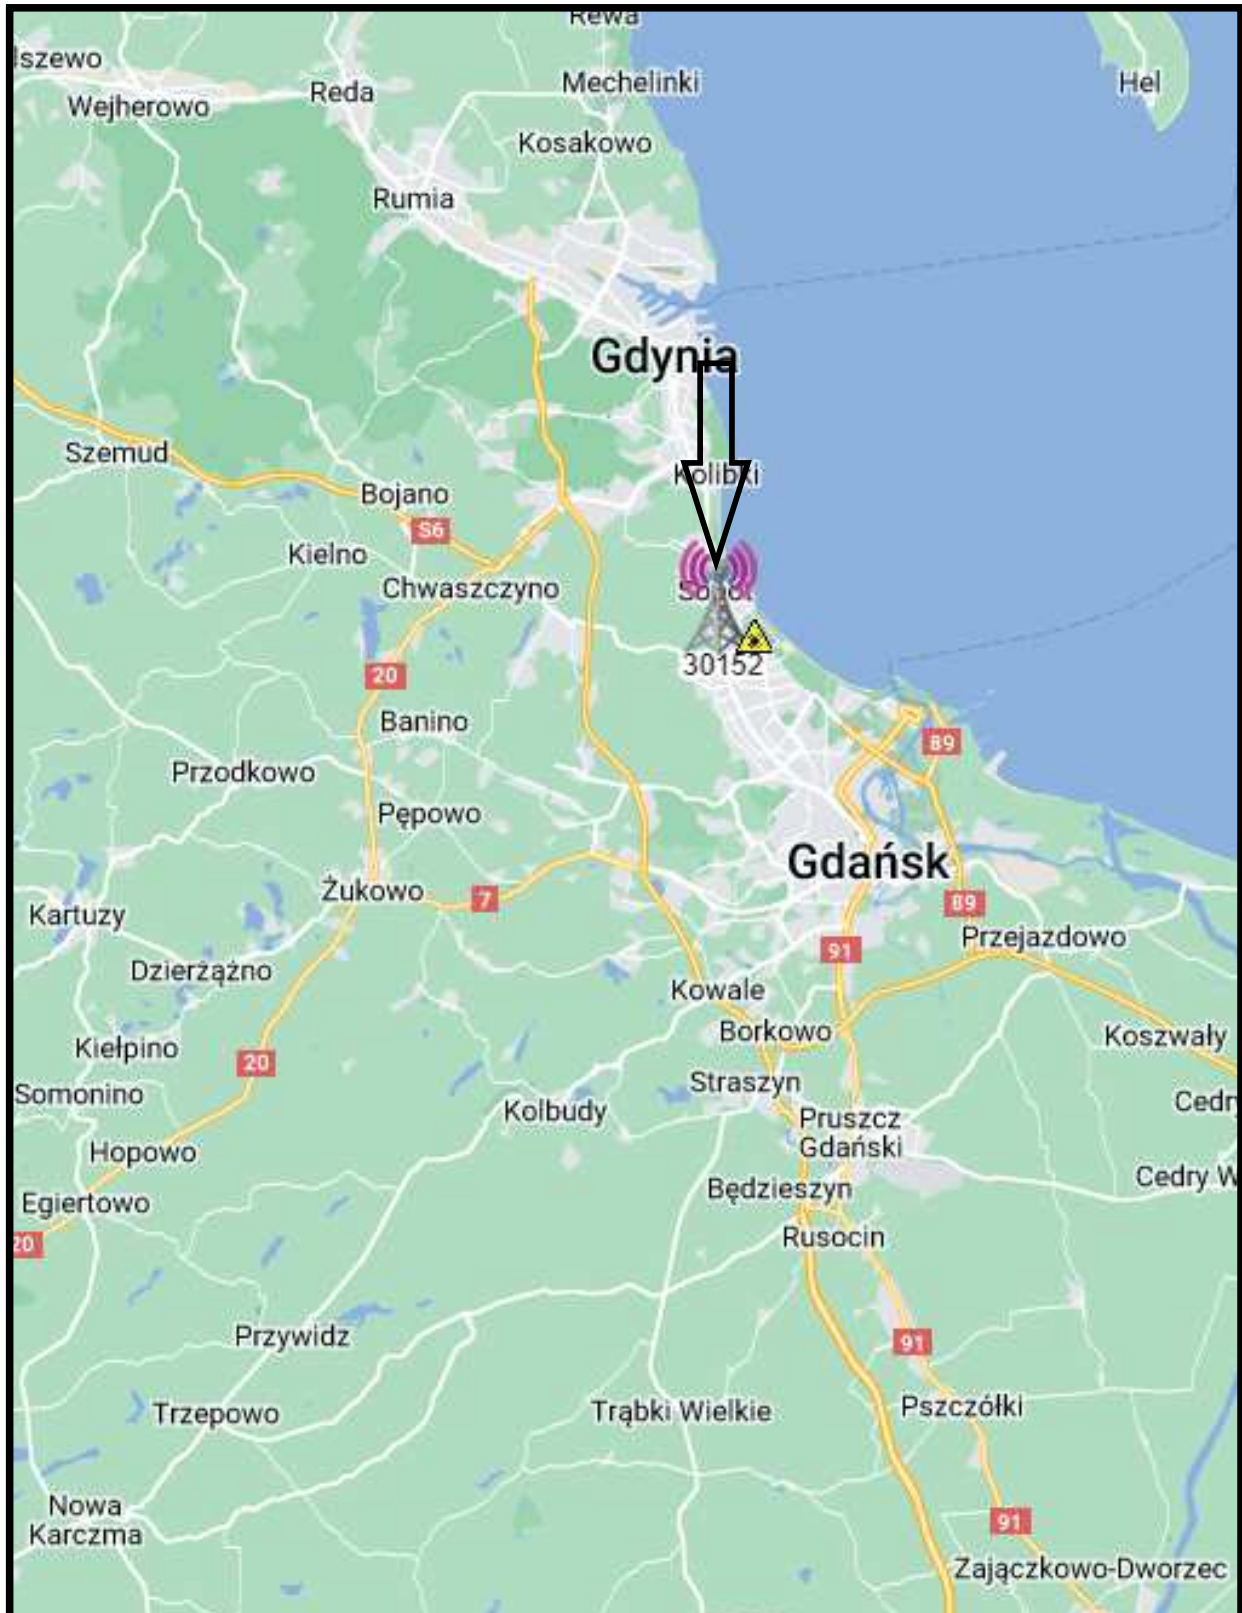 Rewa
lszewo
Mechelinki
Hel
Reda
Wejherowo
Kosakowo
Rumia
Gdynia
Szemud
Kolibki
Bojano
S6
Kielno
Chwaszczyno
Sopot
30152
20
Banino
89
Przodkowo
Pępowo
Gdańsk
Żukowo
7
89
Kartuzy
Przejazdowo
91
Dzierżążno
Kowale
Borkowo
Koszwały
Kiełpino
20
Straszyn
Somonino
Cedr
Kolbudy
Pruszcz
Gdański
Hopowo
Cedry W
Będzieszyn
Egiertowo
20
Rusocin
Przywidz
91
Trzepowo
Trąbki Wielkie
Pszczółki
Nowa
Karczma
91
Zajączkowo-Dworzec